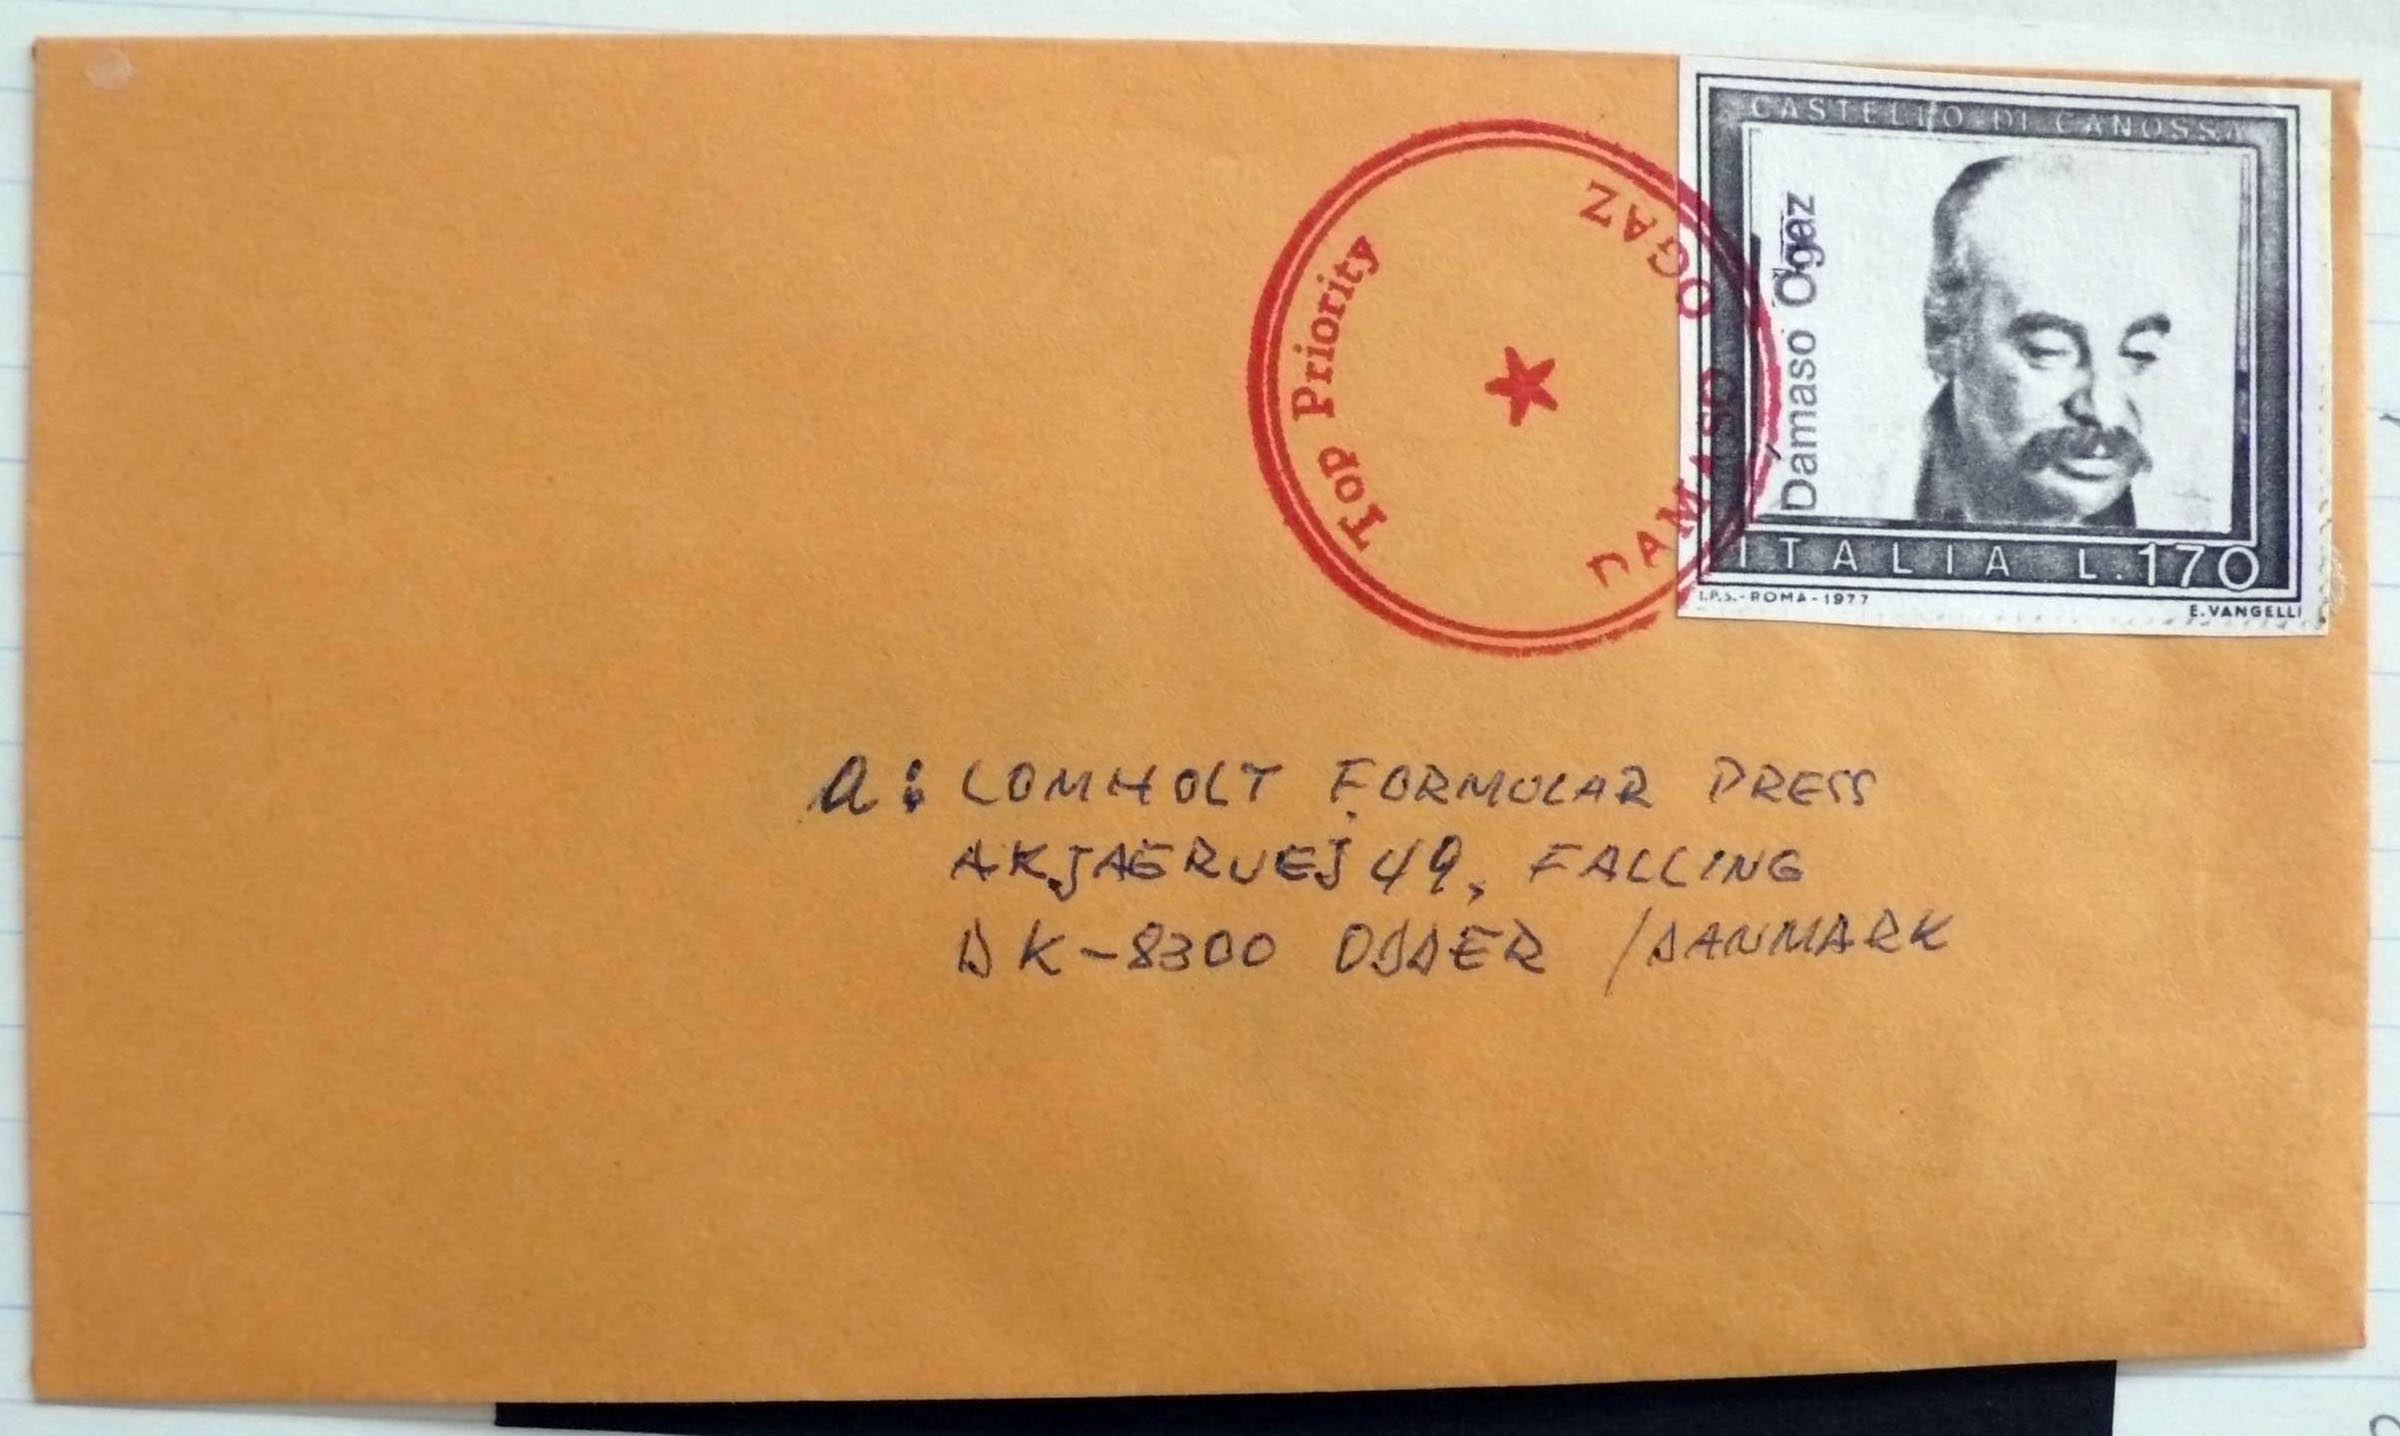 CASTELLO DI CANOSSA
Damaso Ogaz
ITALIA L.170
I.P.S.-ROMA-1977
E.VANGELLI
Top Priority
DAMASO OGAZ
a: LOMHOLT FORMULAR PRESS
AKJAERVEJ 49, FALLING
DK-8300 ODDER /DANMARK